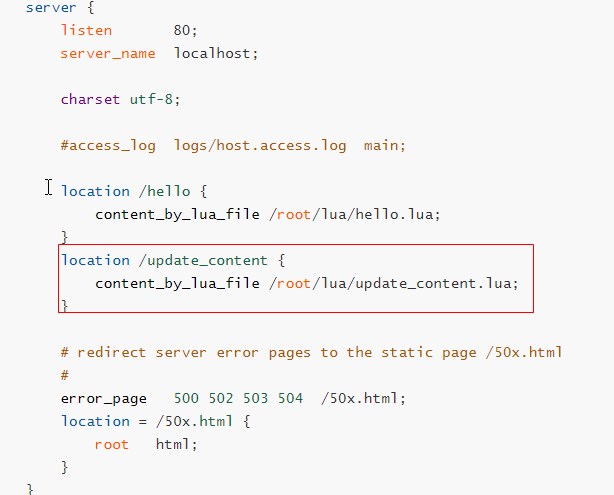 server {
listen       80;
server_name  localhost;
charset utf-8;
#access_log  logs/host.access.log  main;
location /hello {
content_by_lua_file /root/lua/hello.lua;
}
location /update_content {
content_by_lua_file /root/lua/update_content.lua;
}
# redirect server error pages to the static page /50x.html
#
error_page   500 502 503 504  /50x.html;
location = /50x.html {
root   html;
}
}